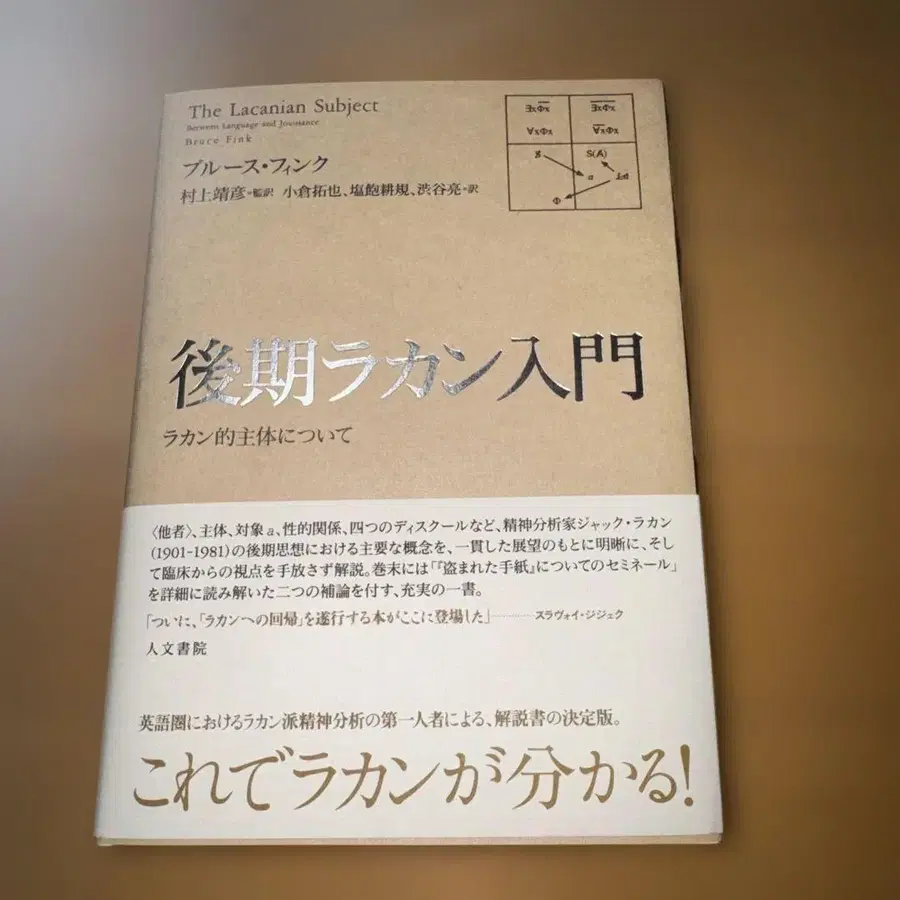 The Lacanian Subject
Between Language and Jouissance
Bruce Fink
ブルース・フィンク
村上靖彦・監訳 小倉拓也、塩飽耕規、渋谷亮・訳
∃xΦx ∃xΦx
∀xΦx ∀xΦx
S(A)
a
Φ
後期ラカン入門
ラカン的主体について
〈他者〉、主体、対象a、性的関係、四つのディスクールなど、精神分析家ジャック・ラカン
(1901-1981)の後期思想における主要な概念を、一貫した展望のもとに明晰に、そし
て臨床からの視点を手放さず解説。巻末には「『盗まれた手紙』についてのセミネール」
を詳細に読み解いた二つの補論を付す、充実の一書。
「ついに、「ラカンへの回帰」を遂行する本がここに登場した」………… スラヴォイ・ジジェク
人文書院
英語圏におけるラカン派精神分析の第一人者による、解説書の決定版。
これでラカンが分かる!